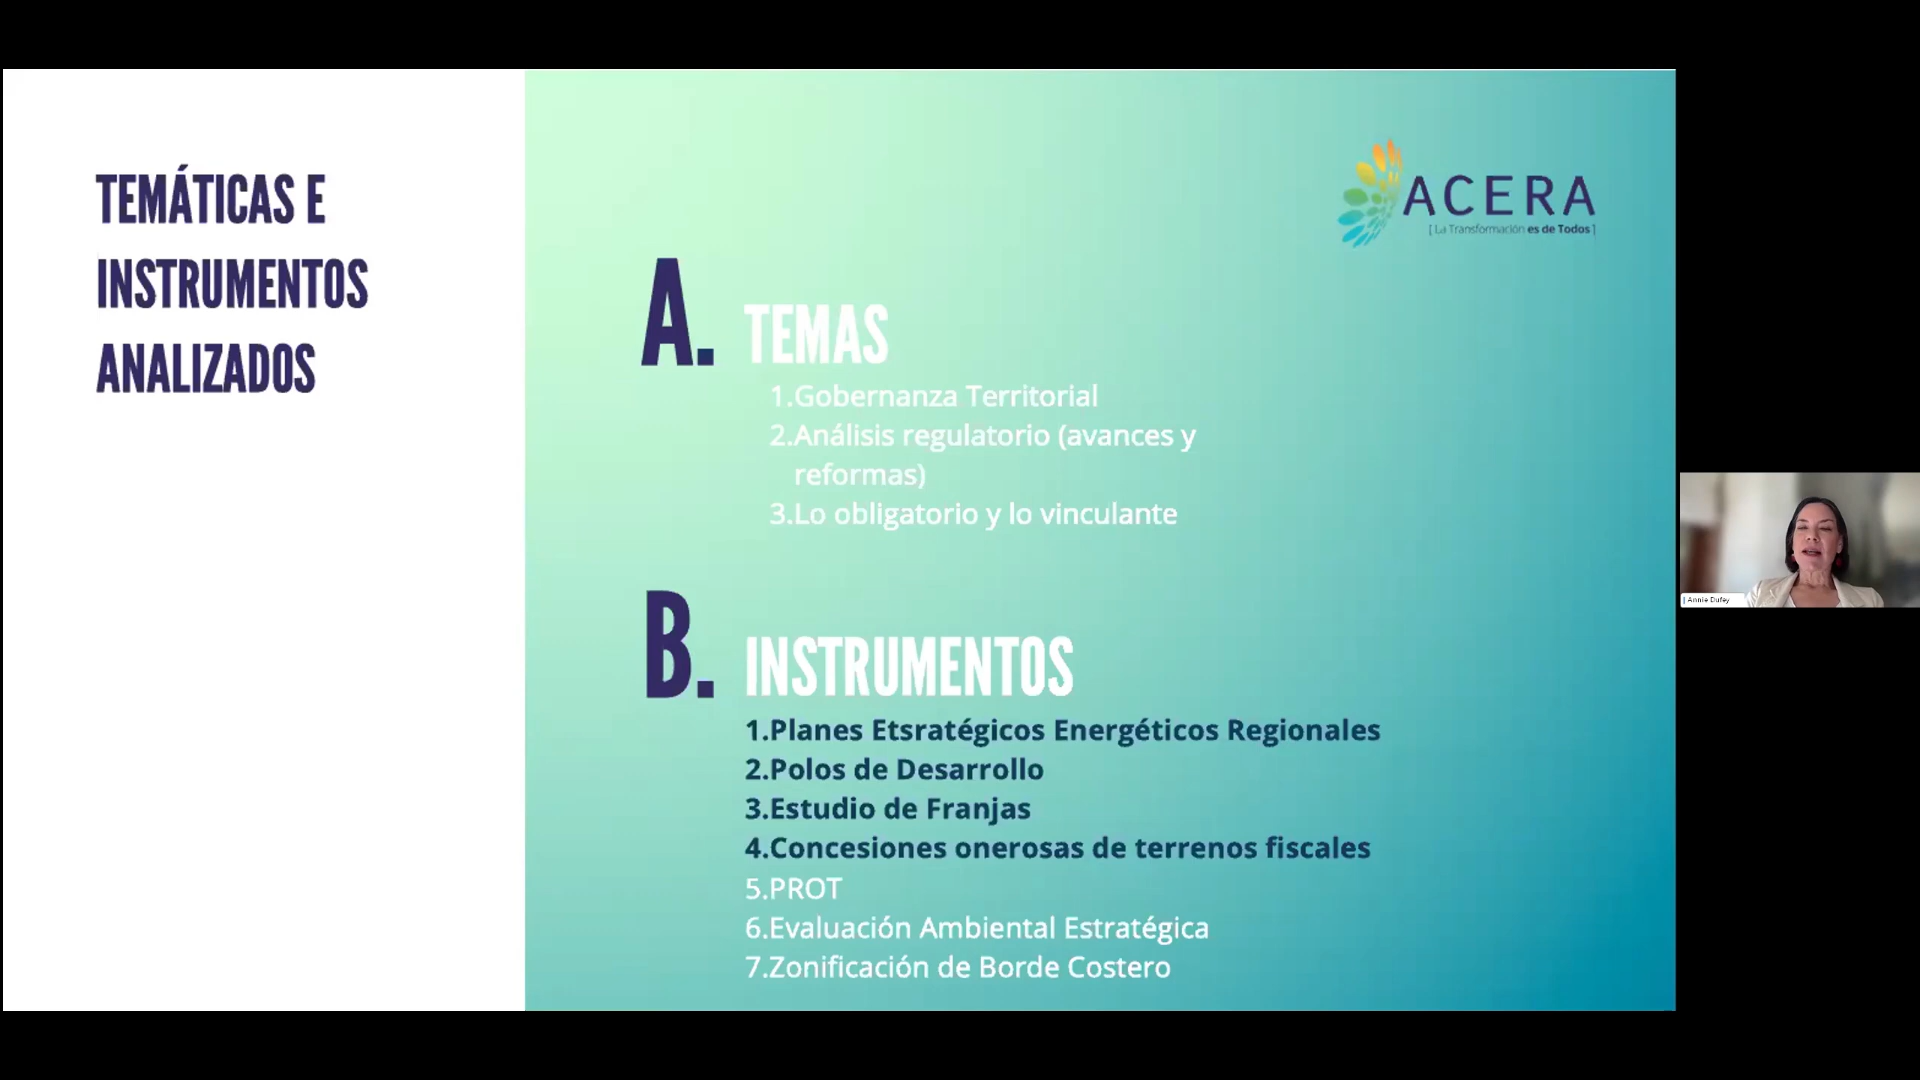 TEMÁTICAS E
INSTRUMENTOS
ANALIZADOS
ACERA
[ La Transformación es de Todos ]
A. TEMAS
1.Gobernanza Territorial
2.Análisis regulatorio (avances y
reformas)
3.Lo obligatorio y lo vinculante
B. INSTRUMENTOS
1.Planes Etsratégicos Energéticos Regionales
2.Polos de Desarrollo
3.Estudio de Franjas
4.Concesiones onerosas de terrenos fiscales
5.PROT
6.Evaluación Ambiental Estratégica
7.Zonificación de Borde Costero
Annie Dufey